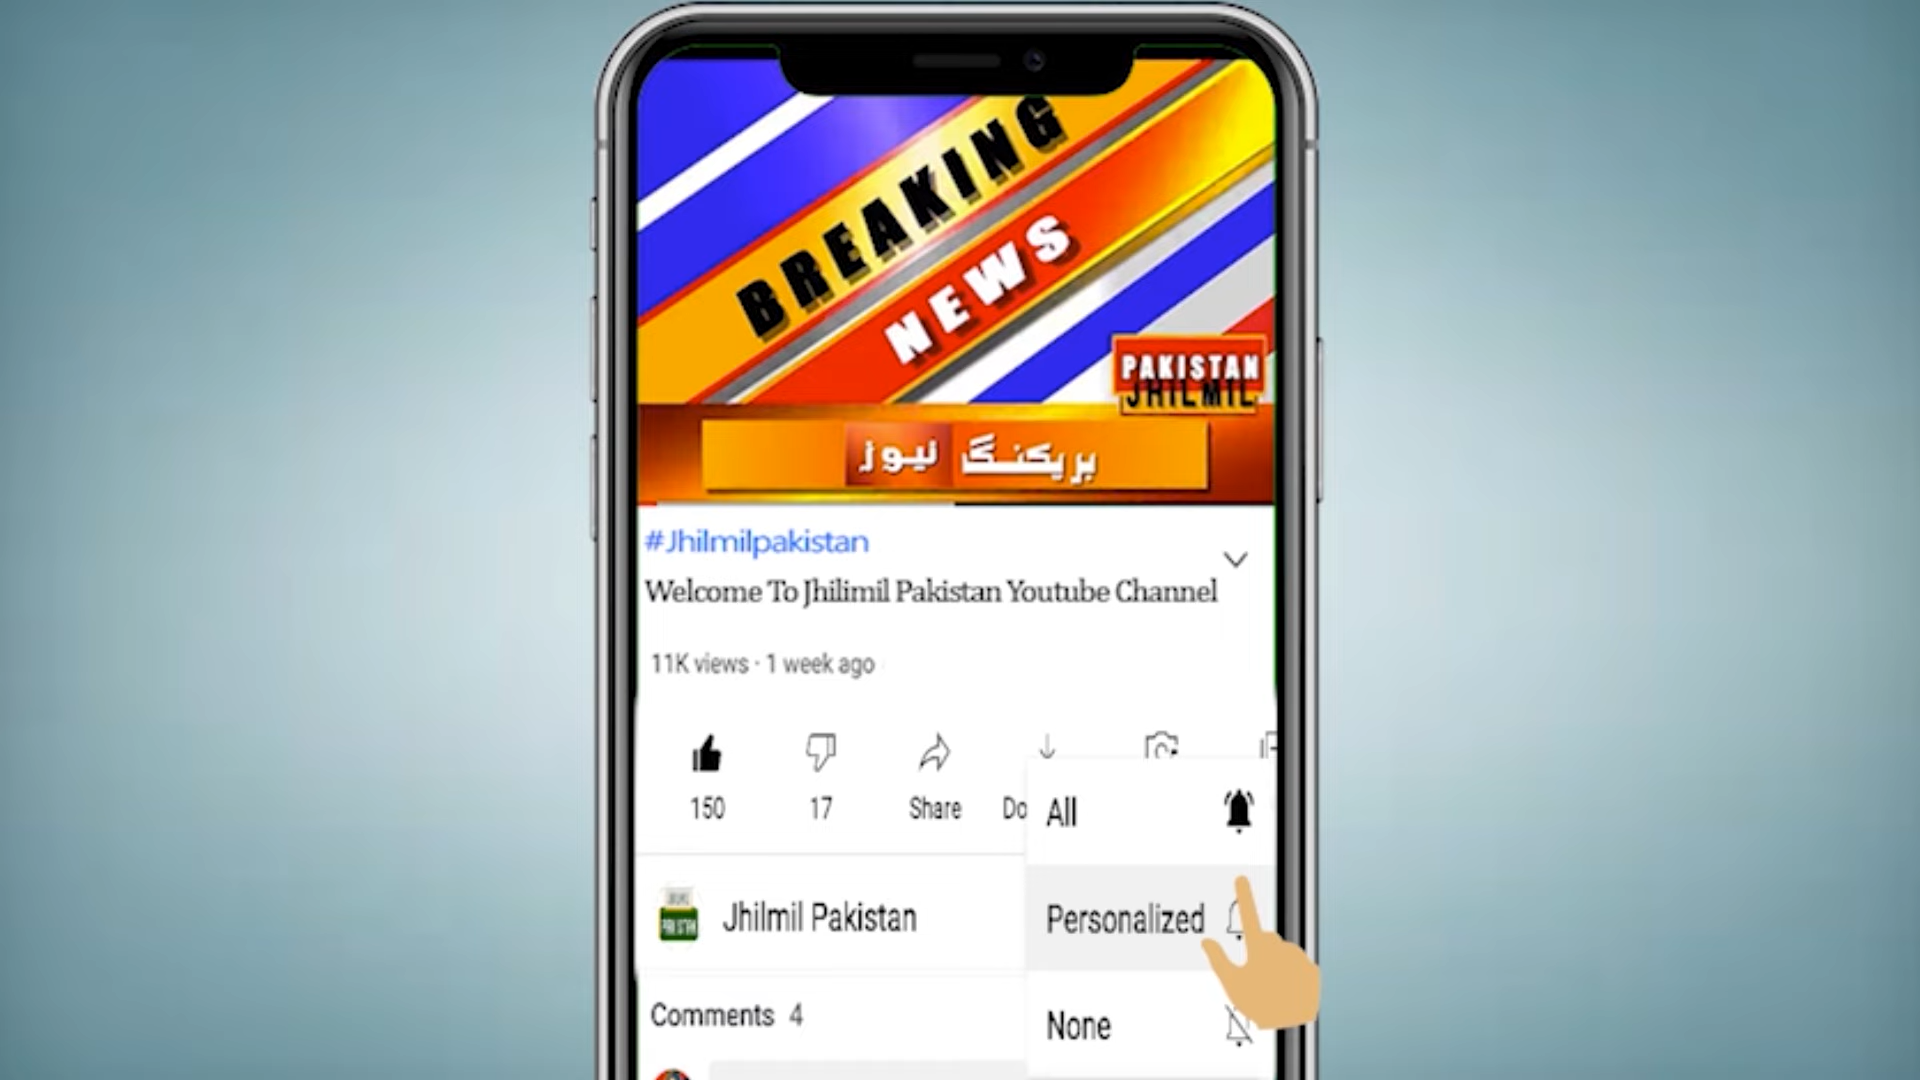 BREAKING
NEWS
PAKISTAN
JHILMIL
بریکنگ نیوز
#Jhilmilpakistan
Welcome To Jhilimil Pakistan Youtube Channel
11K views · 1 week ago
150 17 Share Do
All
Jhilmil Pakistan
Personalized
Comments 4
None